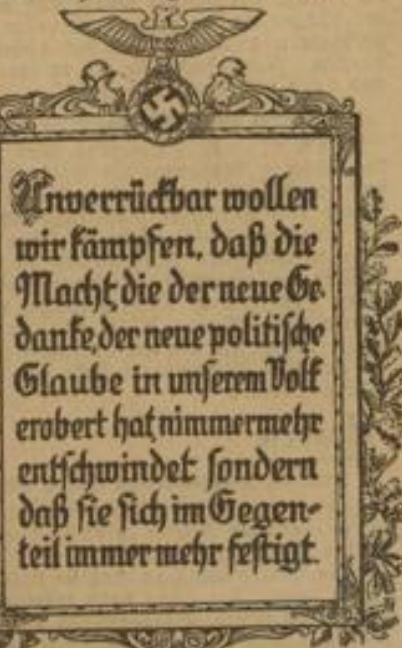 Unverrückbar wollen
wir kämpfen, daß die
Macht, die der neue Ge-
danke, der neue politische
Glaube in unserem Volk
erobert hat, nimmermehr
entschwindet sondern
daß sie sich im Gegen-
teil immer mehr festigt.